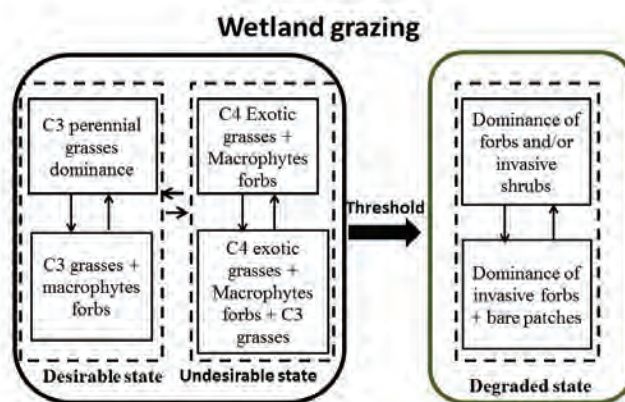 Wetland grazing
C3 perennial
grasses
dominance
C3 grasses +
macrophytes
forbs
Desirable state
C4 Exotic
grasses +
Macrophytes
forbs
C4 exotic
grasses +
Macrophytes
forbs + C3
grasses
Undesirable state
Threshold
Dominance of
forbs and/or
invasive
shrubs
Dominance of
invasive forbs
+ bare patches
Degraded state